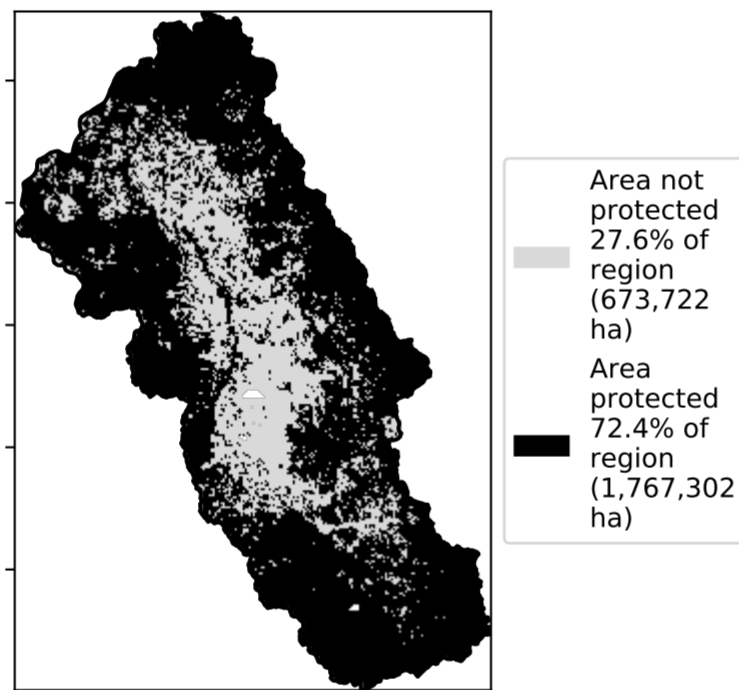 Area not
protected
27.6% of
region
(673,722
ha)
Area
protected
72.4% of
region
(1,767,302
ha)